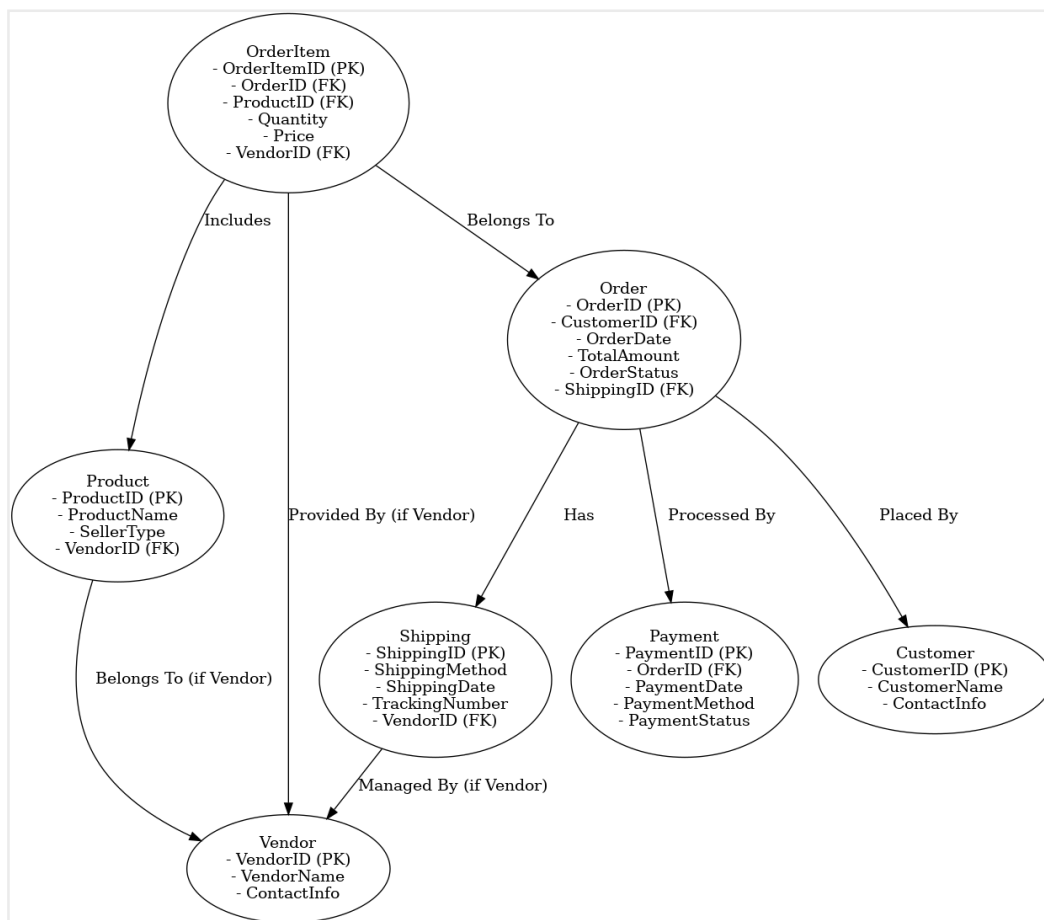 OrderItem
- OrderItemID (PK)
- OrderID (FK)
- ProductID (FK)
- Quantity
- Price
- VendorID (FK)
Includes
Belongs To
Order
- OrderID (PK)
- CustomerID (FK)
- OrderDate
- TotalAmount
- OrderStatus
- ShippingID (FK)
Product
- ProductID (PK)
- ProductName
- SellerType
- VendorID (FK)
Provided By (if Vendor)
Has
Processed By
Placed By
Belongs To (if Vendor)
Shipping
- ShippingID (PK)
- ShippingMethod
- ShippingDate
- TrackingNumber
- VendorID (FK)
Payment
- PaymentID (PK)
- OrderID (FK)
- PaymentDate
- PaymentMethod
- PaymentStatus
Customer
- CustomerID (PK)
- CustomerName
- ContactInfo
Managed By (if Vendor)
Vendor
- VendorID (PK)
- VendorName
- ContactInfo